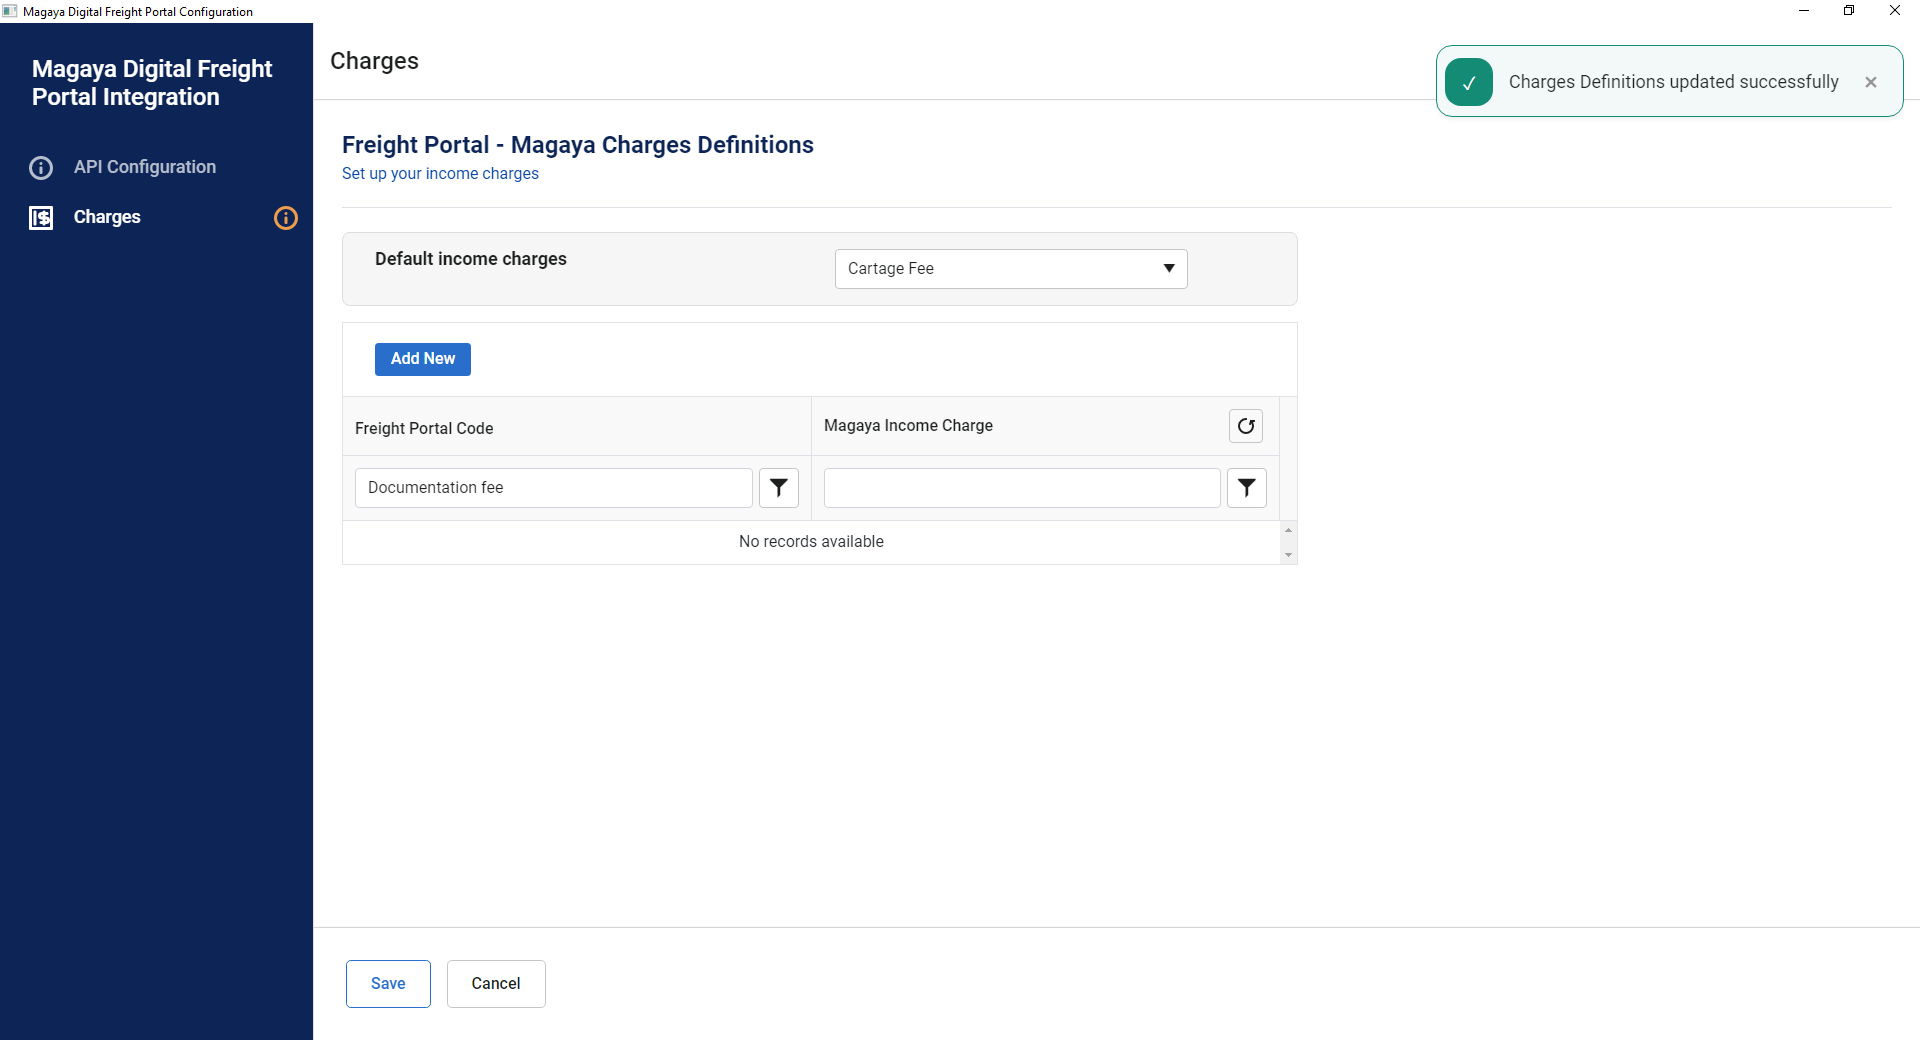 Magaya Digital Freight Portal Configuration
Magaya Digital Freight
Portal Integration
API Configuration
Charges
Charges
Charges Definitions updated successfully
Freight Portal - Magaya Charges Definitions
Set up your income charges
Default income charges
Cartage Fee
Add New
Freight Portal Code
Magaya Income Charge
Documentation fee
No records available
Save
Cancel